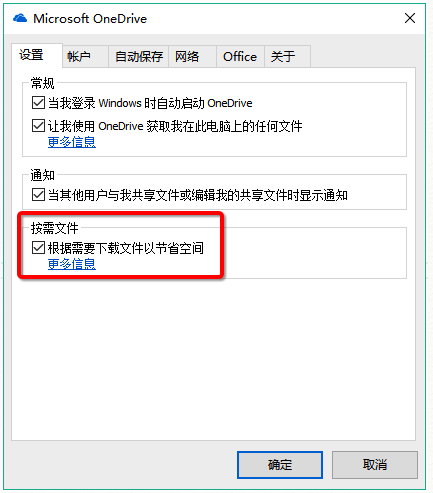 Microsoft OneDrive
设置 帐户 自动保存 网络 Office 关于
常规
当我登录 Windows 时自动启动 OneDrive
让我使用 OneDrive 获取我在此电脑上的任何文件
更多信息
通知
当其他用户与我共享文件或编辑我的共享文件时显示通知
按需文件
根据需要下载文件以节省空间
更多信息
确定 取消